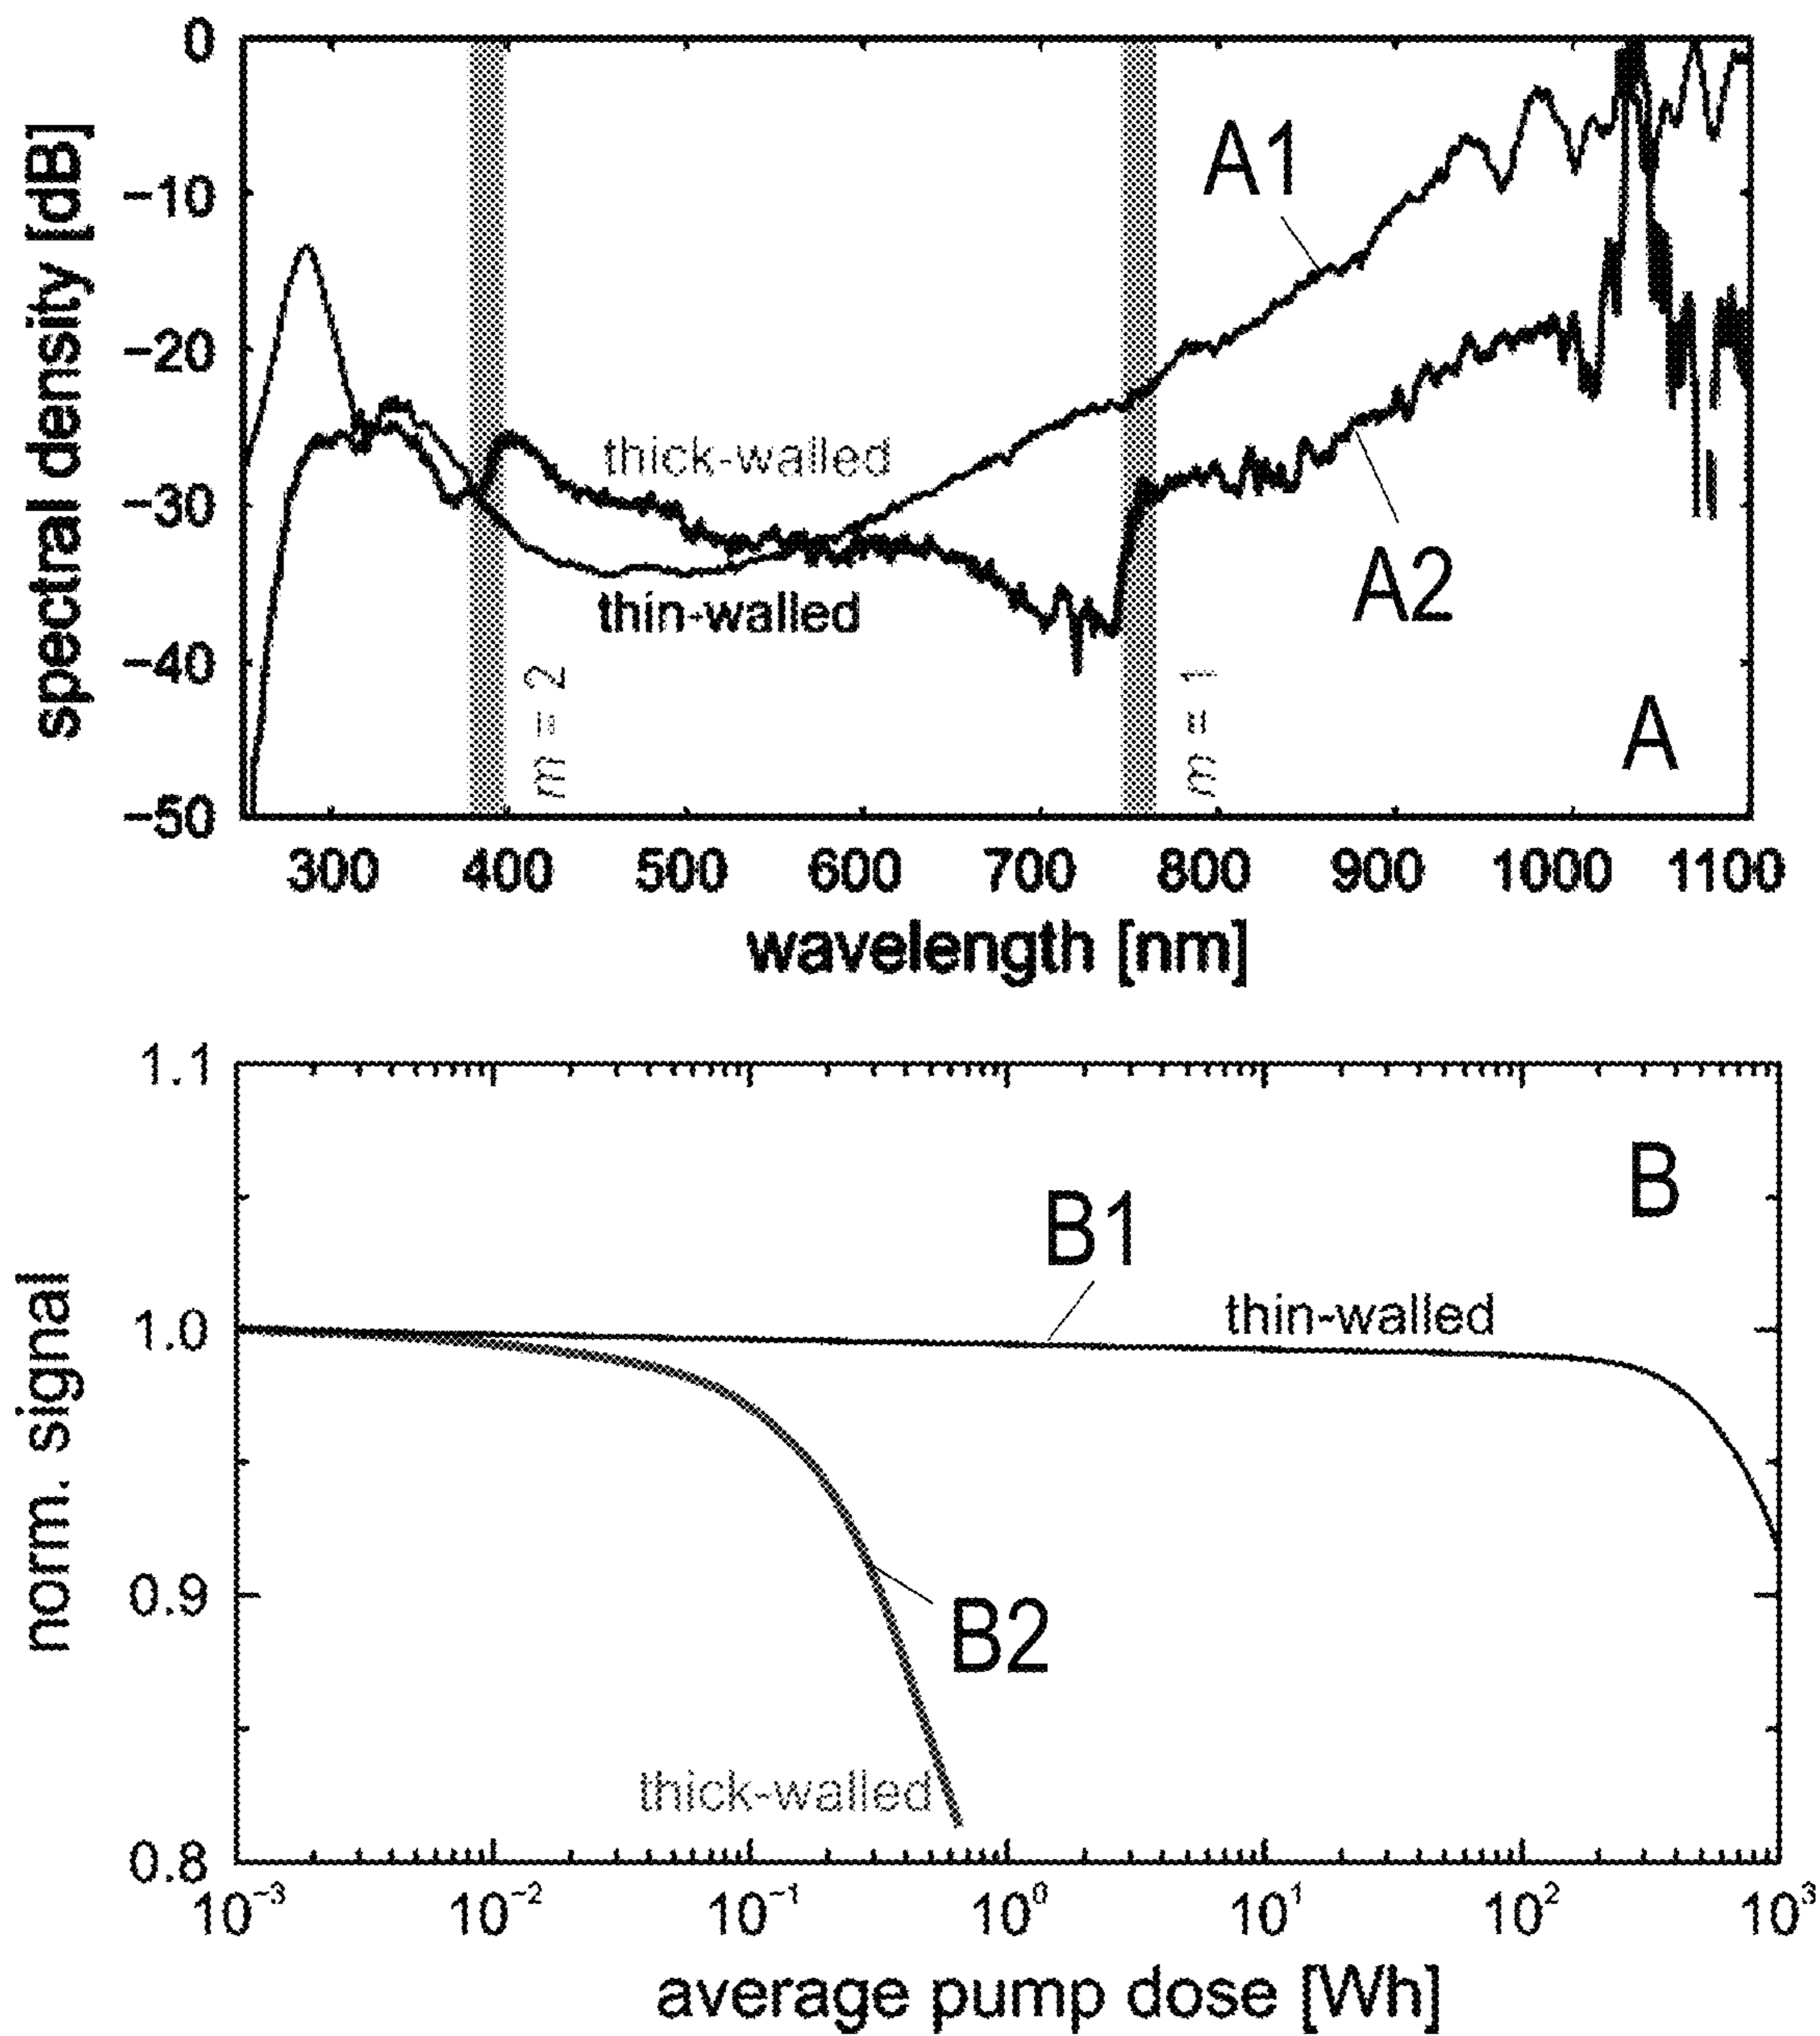 spectral density [dB]
0
−10
−20
−30
−40
−50
A1
A2
thick-walled
thin-walled
m = 2
m = 1
A
300 400 500 600 700 800 900 1000 1100
wavelength [nm]
norm. signal
1.1
1.0
0.9
0.8
B
B1
thin-walled
B2
thick-walled
10⁻³ 10⁻² 10⁻¹ 10⁰ 10¹ 10² 10³
average pump dose [Wh]